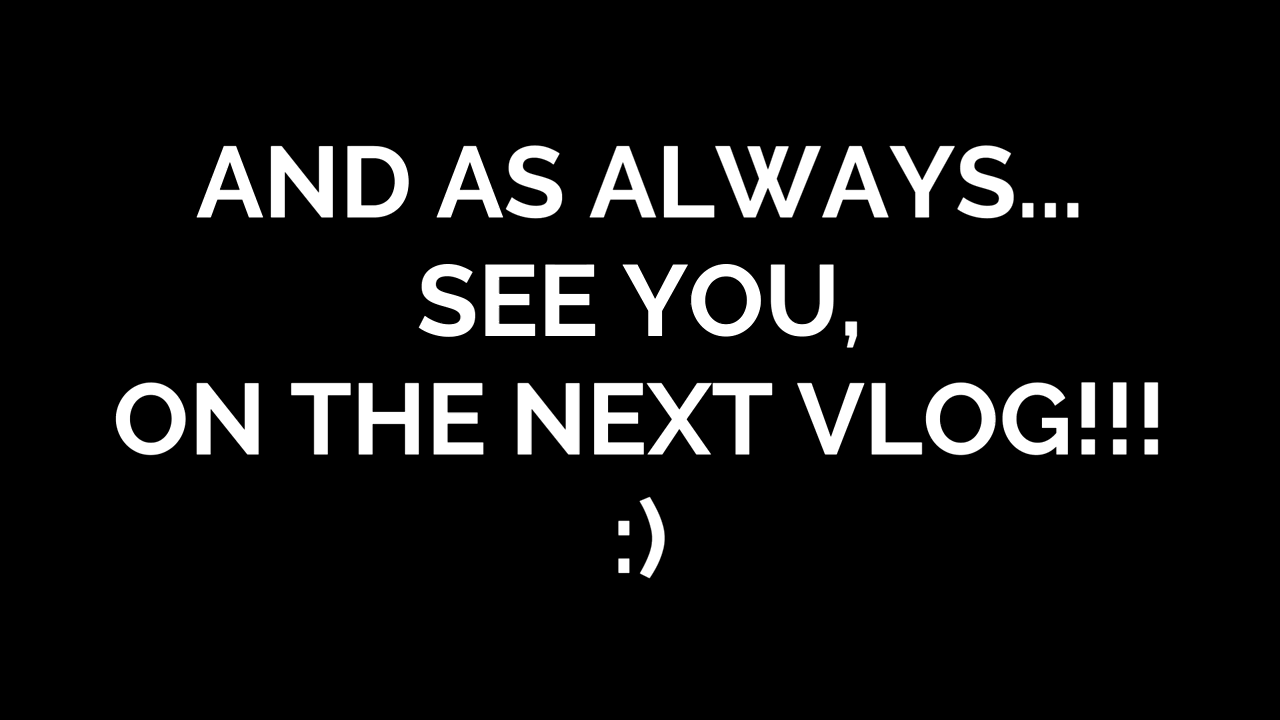 AND AS ALWAYS...
SEE YOU,
ON THE NEXT VLOG!!!
:)